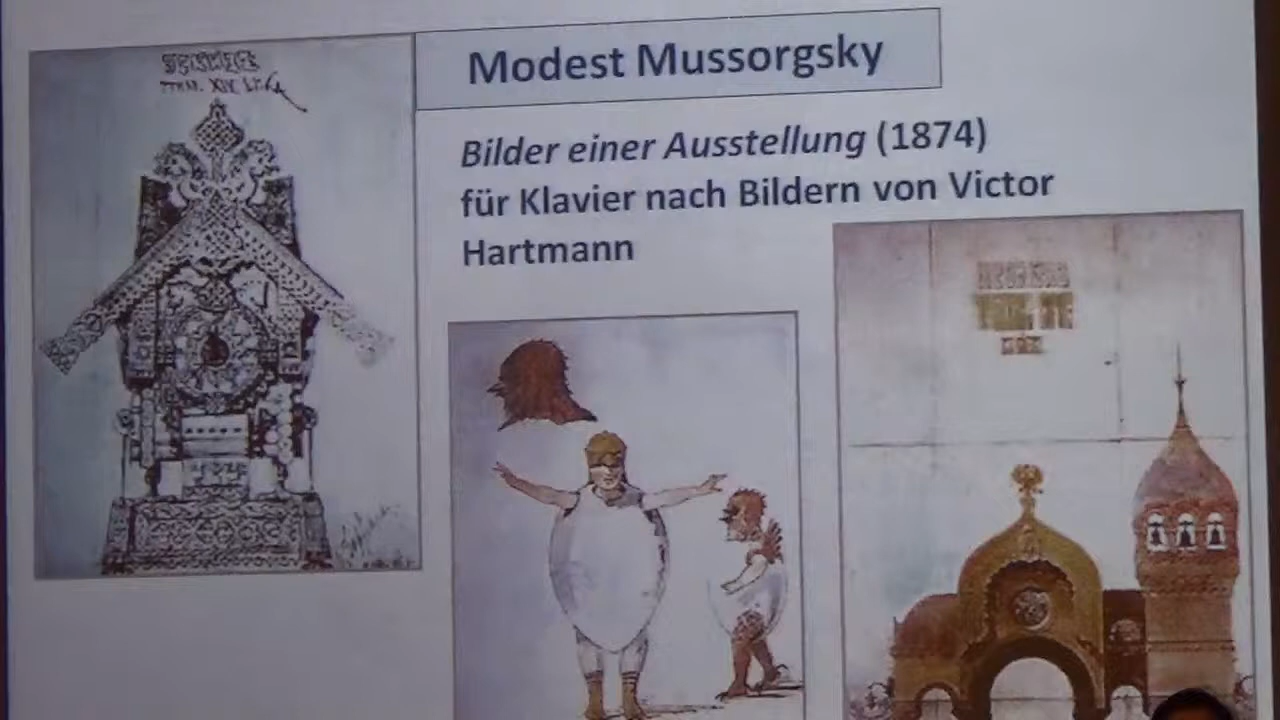 Modest Mussorgsky
Bilder einer Ausstellung (1874)
für Klavier nach Bildern von Victor
Hartmann